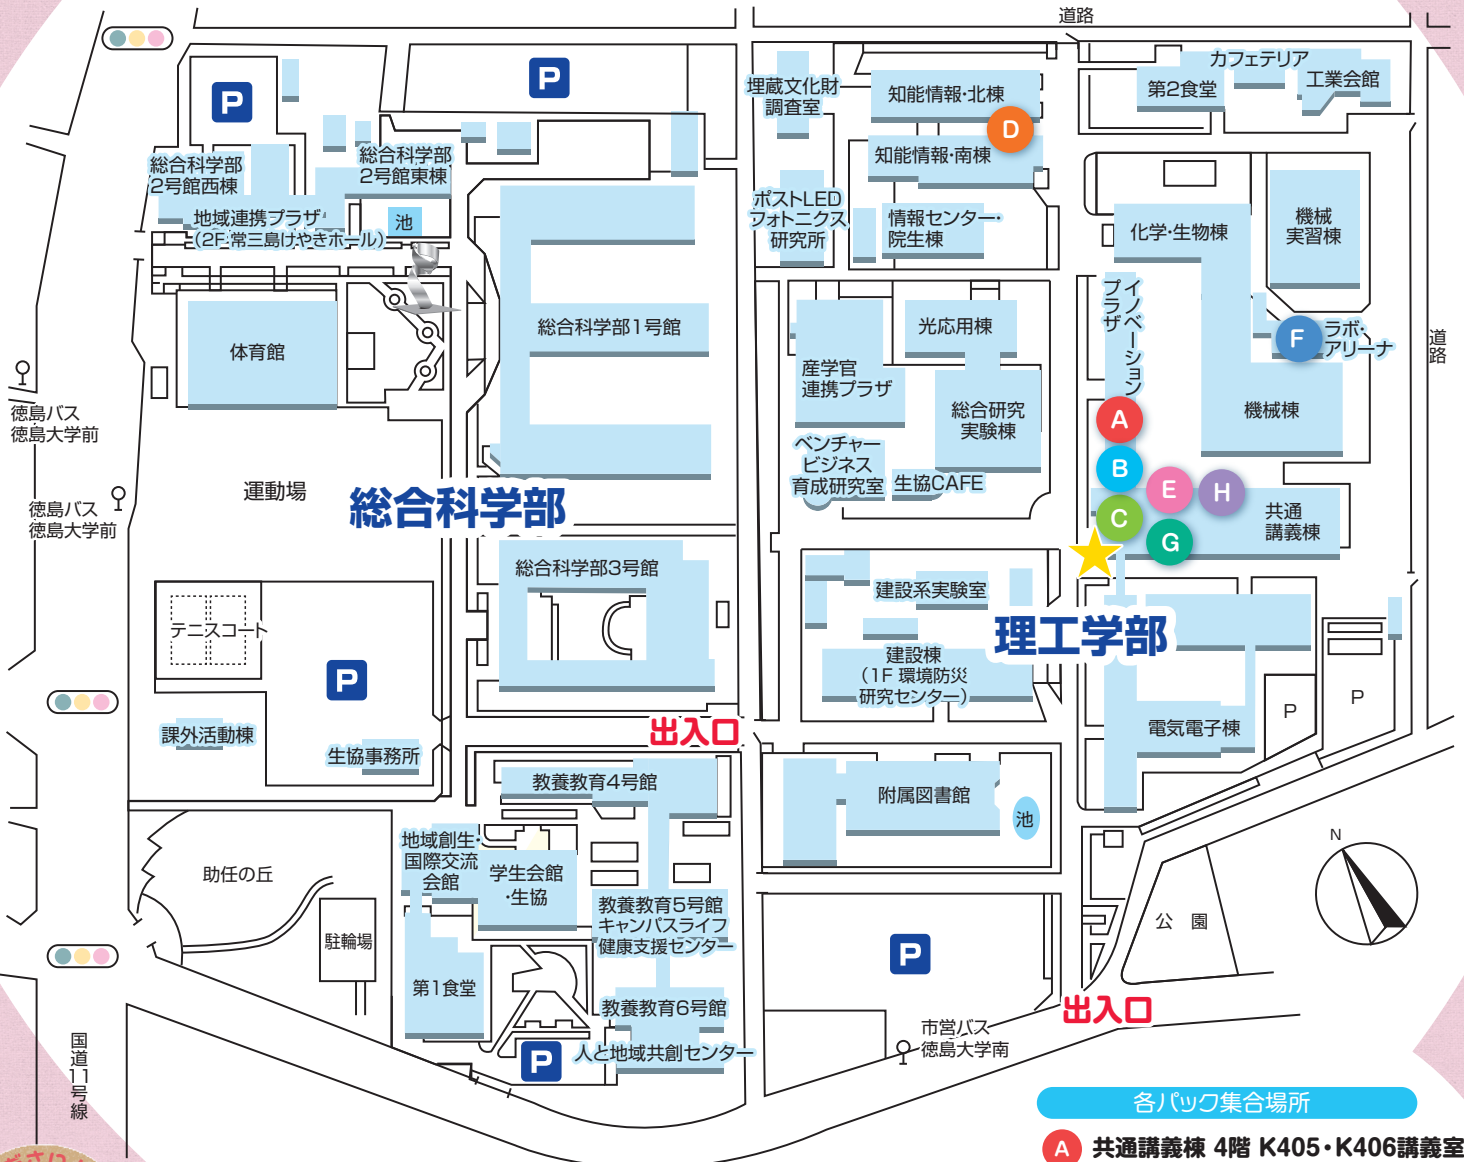 道路
カフェテリア
工業会館
第2食堂
P
P
埋蔵文化財
調査室
知能情報・北棟
D
知能情報・南棟
総合科学部
2号館西棟
総合科学部
2号館東棟
地域連携プラザ
(2F 常三島けやきホール)
池
ポストLED
フォトニクス
研究所
情報センター・
院生棟
化学・生物棟
機械
実習棟
イノベーション
プラザ
F
ラボ・
アリーナ
道路
体育館
総合科学部1号館
光応用棟
産学官
連携プラザ
総合研究
実験棟
機械棟
徳島バス
徳島大学前
A
B
C
E
H
G
共通
講義棟
ベンチャー
ビジネス
育成研究室
生協CAFE
運動場
総合科学部
徳島バス
徳島大学前
総合科学部3号館
建設系実験室
理工学部
テニスコート
P
建設棟
(1F 環境防災
研究センター)
P
P
課外活動棟
生協事務所
出入口
電気電子棟
教養教育4号館
附属図書館
池
N
地域創生・
国際交流
会館
学生会館
・生協
助任の丘
駐輪場
教養教育5号館
キャンパスライフ
健康支援センター
P
公 園
第1食堂
教養教育6号館
人と地域共創センター
P
出入口
市営バス
徳島大学南
国道11号線
各パック集合場所
A 共通講義棟 4階 K405・K406講義室
ださい